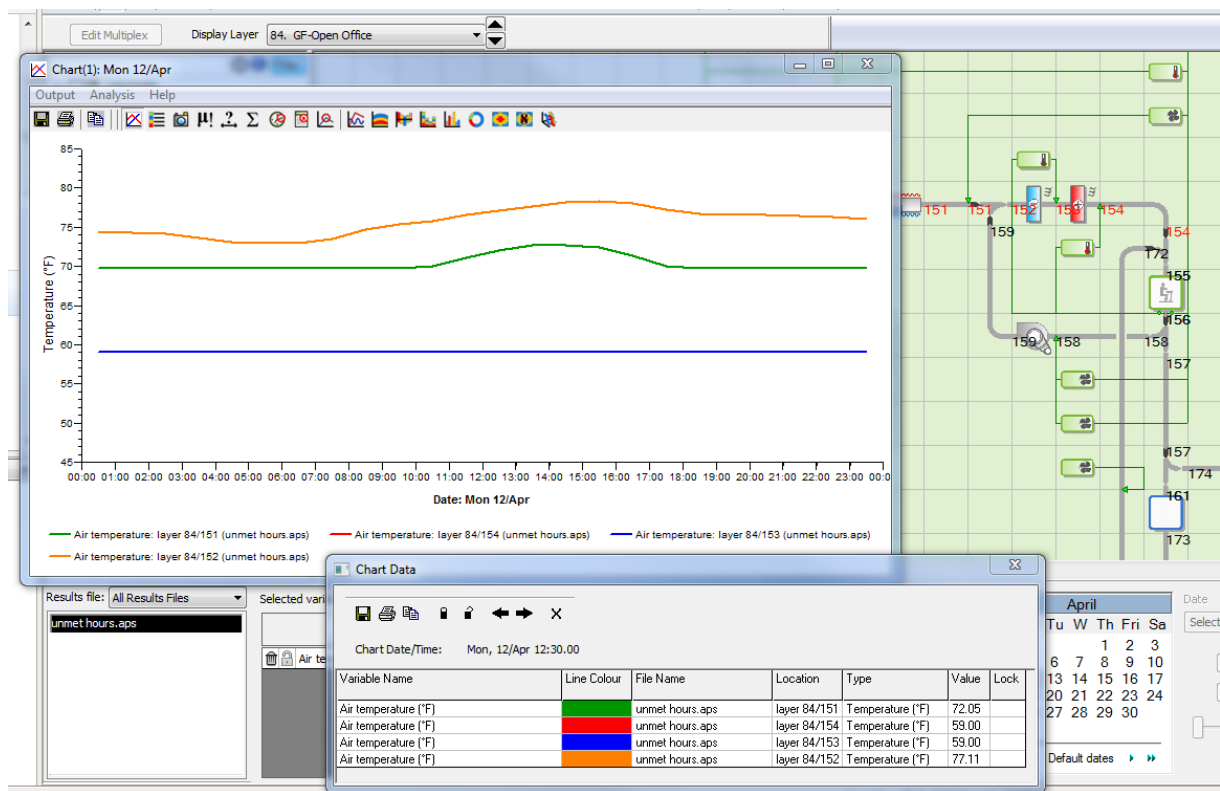 Edit Multiplex Display Layer 84. GF-Open Office
Chart(1): Mon 12/Apr
Output Analysis Help
85
80
75
70
65
60
55
50
45
Temperature (°F)
00:00 01:00 02:00 03:00 04:00 05:00 06:00 07:00 08:00 09:00 10:00 11:00 12:00 13:00 14:00 15:00 16:00 17:00 18:00 19:00 20:00 21:00 22:00 23:00 00:0
Date: Mon 12/Apr
Air temperature: layer 84/151 (unmet hours.aps) Air temperature: layer 84/154 (unmet hours.aps) Air temperature: layer 84/153 (unmet hours.aps)
Air temperature: layer 84/152 (unmet hours.aps)
151 151 152 153 154
159 154
172
155
156
159 158 158
157
157
174
161
173
Results file: All Results Files Selected vari
unmet hours.aps
Air te
Chart Data
Chart Date/Time: Mon, 12/Apr 12:30.00
Variable Name Line Colour File Name Location Type Value Lock
Air temperature (°F) unmet hours.aps layer 84/151 Temperature (°F) 72.05
Air temperature (°F) unmet hours.aps layer 84/154 Temperature (°F) 59.00
Air temperature (°F) unmet hours.aps layer 84/153 Temperature (°F) 59.00
Air temperature (°F) unmet hours.aps layer 84/152 Temperature (°F) 77.11
April
Tu W Th Fri Sa
1 2 3
6 7 8 9 10
13 14 15 16 17
20 21 22 23 24
27 28 29 30
Default dates
Date
Select